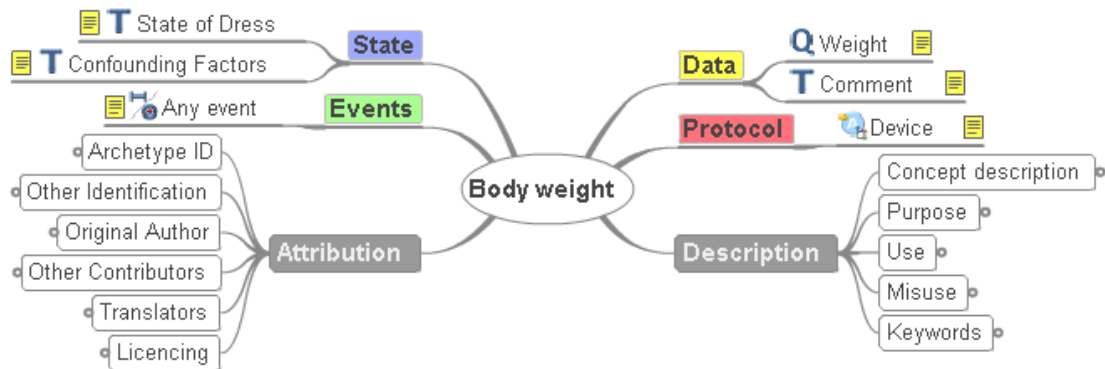 T State of Dress
T Confounding Factors
State
Any event
Events
Archetype ID
Other Identification
Original Author
Other Contributors
Translators
Licencing
Attribution
Body weight
Data
Q Weight
T Comment
Protocol
Device
Description
Concept description
Purpose
Use
Misuse
Keywords